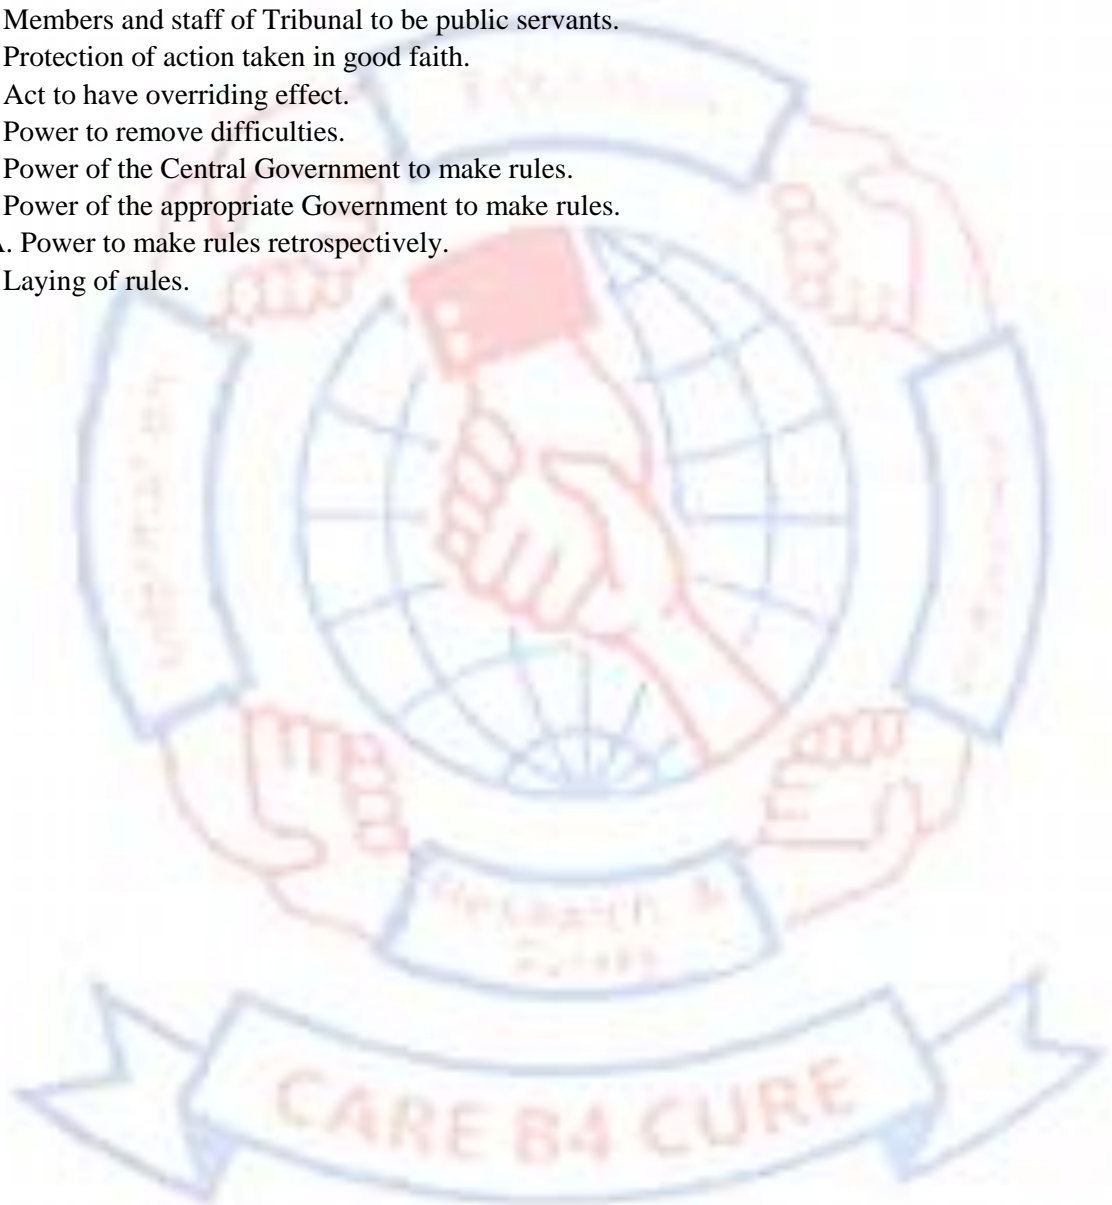 Members and staff of Tribunal to be public servants.
Protection of action taken in good faith.
Act to have overriding effect.
Power to remove difficulties.
Power of the Central Government to make rules.
Power of the appropriate Government to make rules.
. Power to make rules retrospectively.
Laying of rules.
Research &
CARE B4 CURE